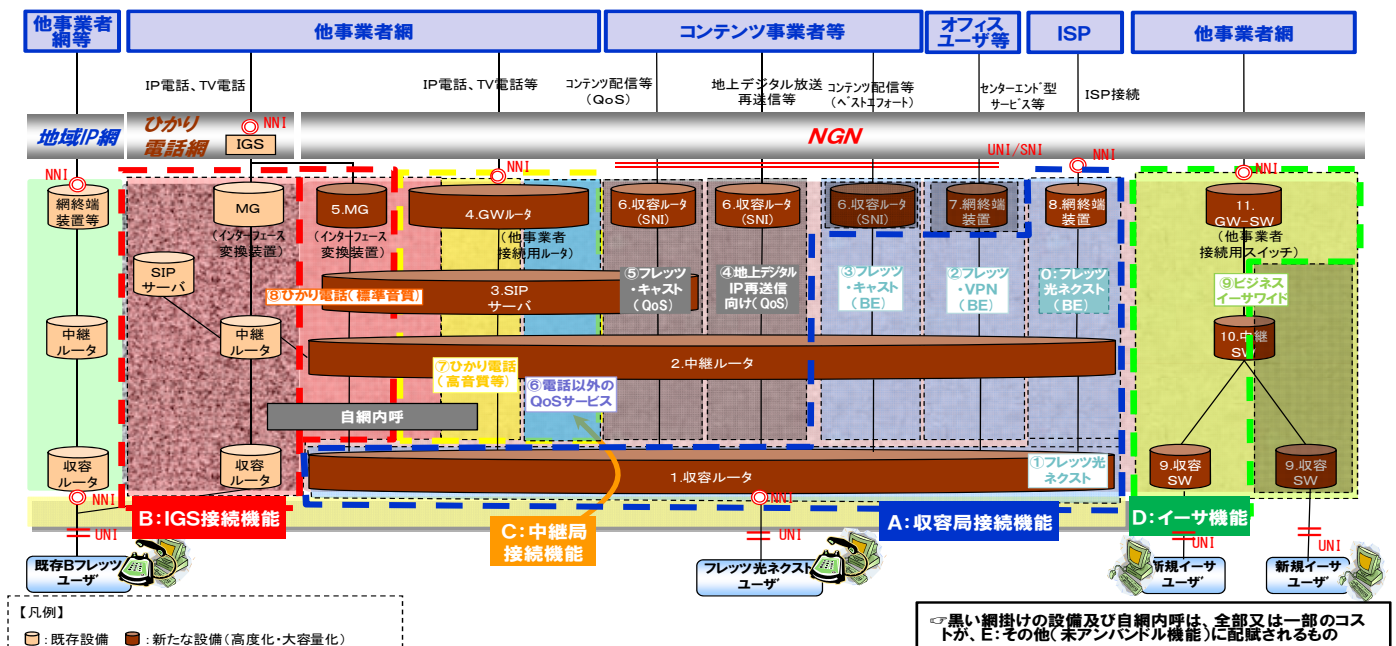 他事業者
網等
他事業者網
コンテンツ事業者等
オフィス
ユーザ等
ISP
他事業者網
IP電話、TV電話
IP電話、TV電話等
コンテンツ配信等
(QoS)
地上デジタル放送
再送信等
コンテンツ配信等
(ベストエフォート)
センターエンド型
サービス等
ISP接続
地域IP網
ひかり
電話網
NNI
IGS
NGN
UNI/SNI
NNI
NNI
NNI
NNI
網終端
装置等
MG
(インターフェース
変換装置)
5.MG
(インターフェース
変換装置)
4.GWルータ
(他事業者
接続用ルータ)
6.収容ルータ
(SNI)
6.収容ルータ
(SNI)
6.収容ルータ
(SNI)
7.網終端
装置
8.網終端
装置
11.
GW-SW
(他事業者
接続用スイッチ)
SIP
サーバ
⑧ひかり電話(標準音質)
3.SIP
サーバ
⑤フレッツ
・キャスト
(QoS)
④地上デジタル
IP再送信
向け(QoS)
③フレッツ
・キャスト
(BE)
②フレッツ
・VPN
(BE)
0:フレッツ
光ネクスト
(BE)
⑨ビジネス
イーサワイド
中継
ルータ
中継
ルータ
2.中継ルータ
10.中継
SW
⑦ひかり電話
(高音質等)
⑥電話以外の
QoSサービス
自網内呼
収容
ルータ
収容
ルータ
1.収容ルータ
①フレッツ光
ネクスト
9.収容
SW
9.収容
SW
NNI
NNI
B:IGS接続機能
C:中継局
接続機能
A:収容局接続機能
D:イーサ機能
UNI
UNI
UNI
UNI
既存Bフレッツ
ユーザ
フレッツ光ネクスト
ユーザ
新規イーサ
ユーザ
新規イーサ
ユーザ
【凡例】
:既存設備
:新たな設備(高度化・大容量化)
☞黒い網掛けの設備及び自網内呼は、全部又は一部のコス
トが、E:その他(未アンバンドル機能)に配賦されるもの